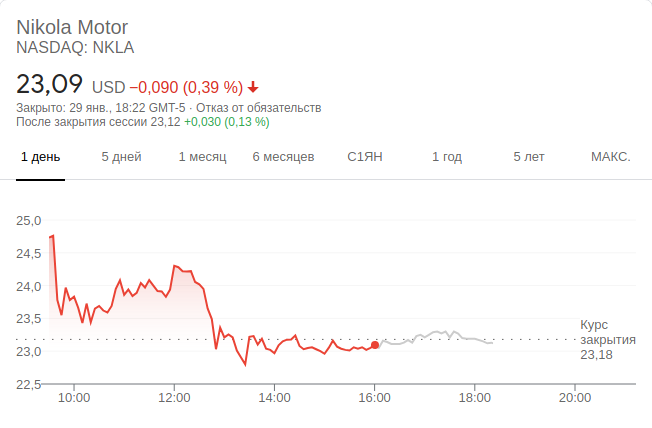 Nikola Motor
NASDAQ: NKLA
23,09 USD −0,090 (0,39 %)
Закрыто: 29 янв., 18:22 GMT-5 · Отказ от обязательств
После закрытия сессии 23,12 +0,030 (0,13 %)
1 день 5 дней 1 месяц 6 месяцев С1ЯН 1 год 5 лет МАКС.
25,0
24,5
24,0
23,5
23,0
22,5
Курс
закрытия
23,18
10:00 12:00 14:00 16:00 18:00 20:00